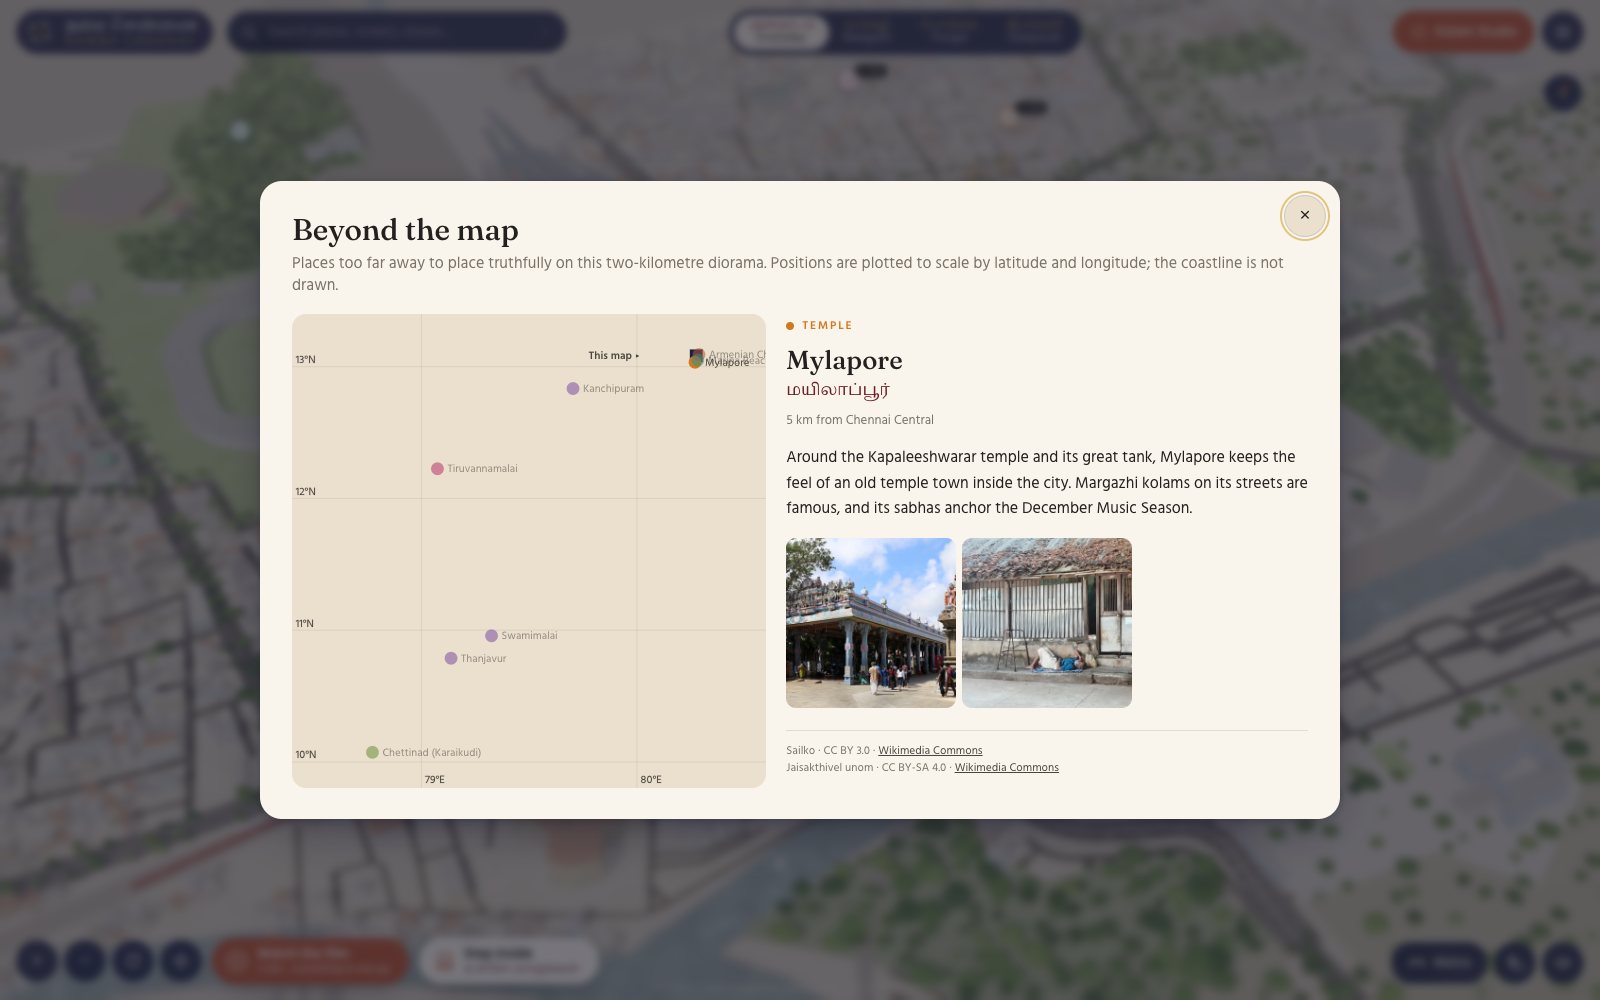 Beyond the map
×
Places too far away to place truthfully on this two-kilometre diorama. Positions are plotted to scale by latitude and longitude; the coastline is not
drawn.
13°N
This map ▸
Armenian Ch
Mylapore
Kanchipuram
Tiruvannamalai
12°N
11°N
Swamimalai
Thanjavur
10°N
Chettinad (Karaikudi)
79°E
80°E
TEMPLE
Mylapore
மயிலாப்பூர்
5 km from Chennai Central
Around the Kapaleeshwarar temple and its great tank, Mylapore keeps the
feel of an old temple town inside the city. Margazhi kolams on its streets are
famous, and its sabhas anchor the December Music Season.
Sailko · CC BY 3.0 · Wikimedia Commons
Jaisakthivel unom · CC BY-SA 4.0 · Wikimedia Commons